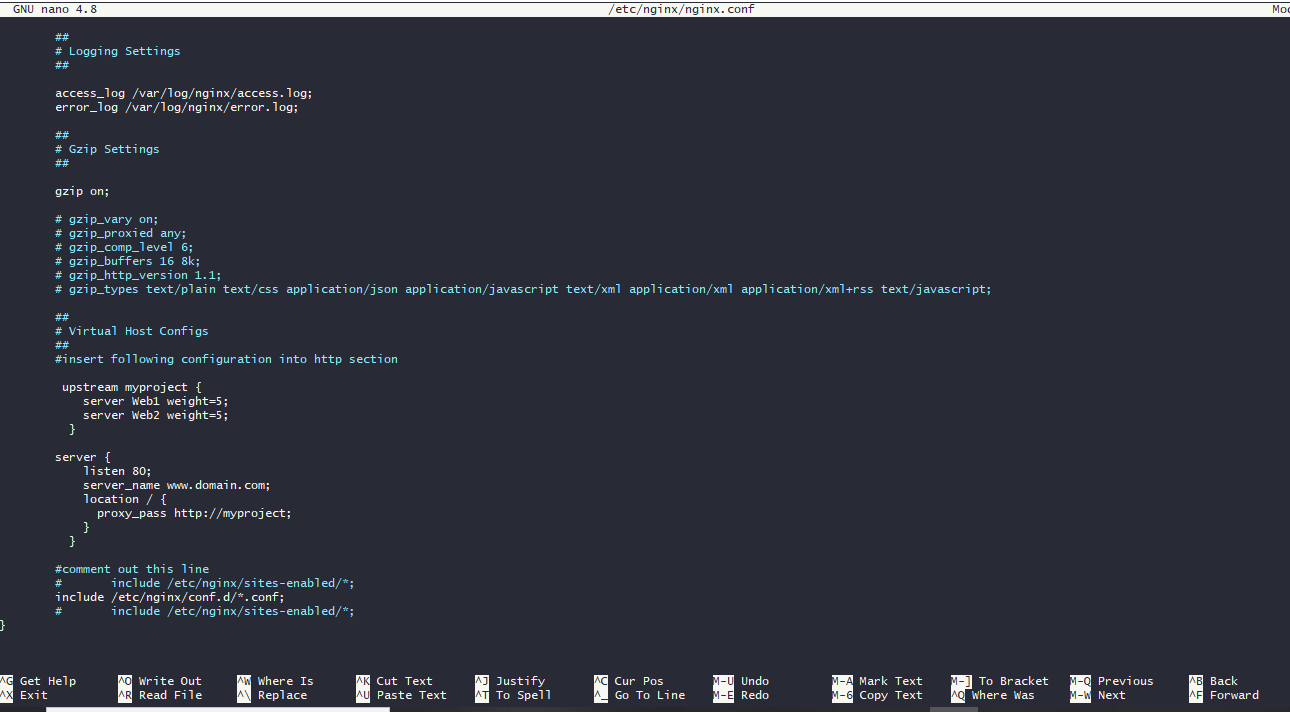 GNU nano 4.8 /etc/nginx/nginx.conf Mo
##
# Logging Settings
##
access_log /var/log/nginx/access.log;
error_log /var/log/nginx/error.log;
##
# Gzip Settings
##
gzip on;
# gzip_vary on;
# gzip_proxied any;
# gzip_comp_level 6;
# gzip_buffers 16 8k;
# gzip_http_version 1.1;
# gzip_types text/plain text/css application/json application/javascript text/xml application/xml application/xml+rss text/javascript;
##
# Virtual Host Configs
##
#insert following configuration into http section
upstream myproject {
server Web1 weight=5;
server Web2 weight=5;
}
server {
listen 80;
server_name www.domain.com;
location / {
proxy_pass http://myproject;
}
}
#comment out this line
# include /etc/nginx/sites-enabled/*;
include /etc/nginx/conf.d/*.conf;
# include /etc/nginx/sites-enabled/*;
}
^G Get Help ^O Write Out ^W Where Is ^K Cut Text ^J Justify ^C Cur Pos M-U Undo M-A Mark Text M-] To Bracket M-Q Previous ^B Back
^X Exit ^R Read File ^\ Replace ^U Paste Text ^T To Spell ^_ Go To Line M-E Redo M-6 Copy Text ^Q Where Was M-W Next ^F Forward